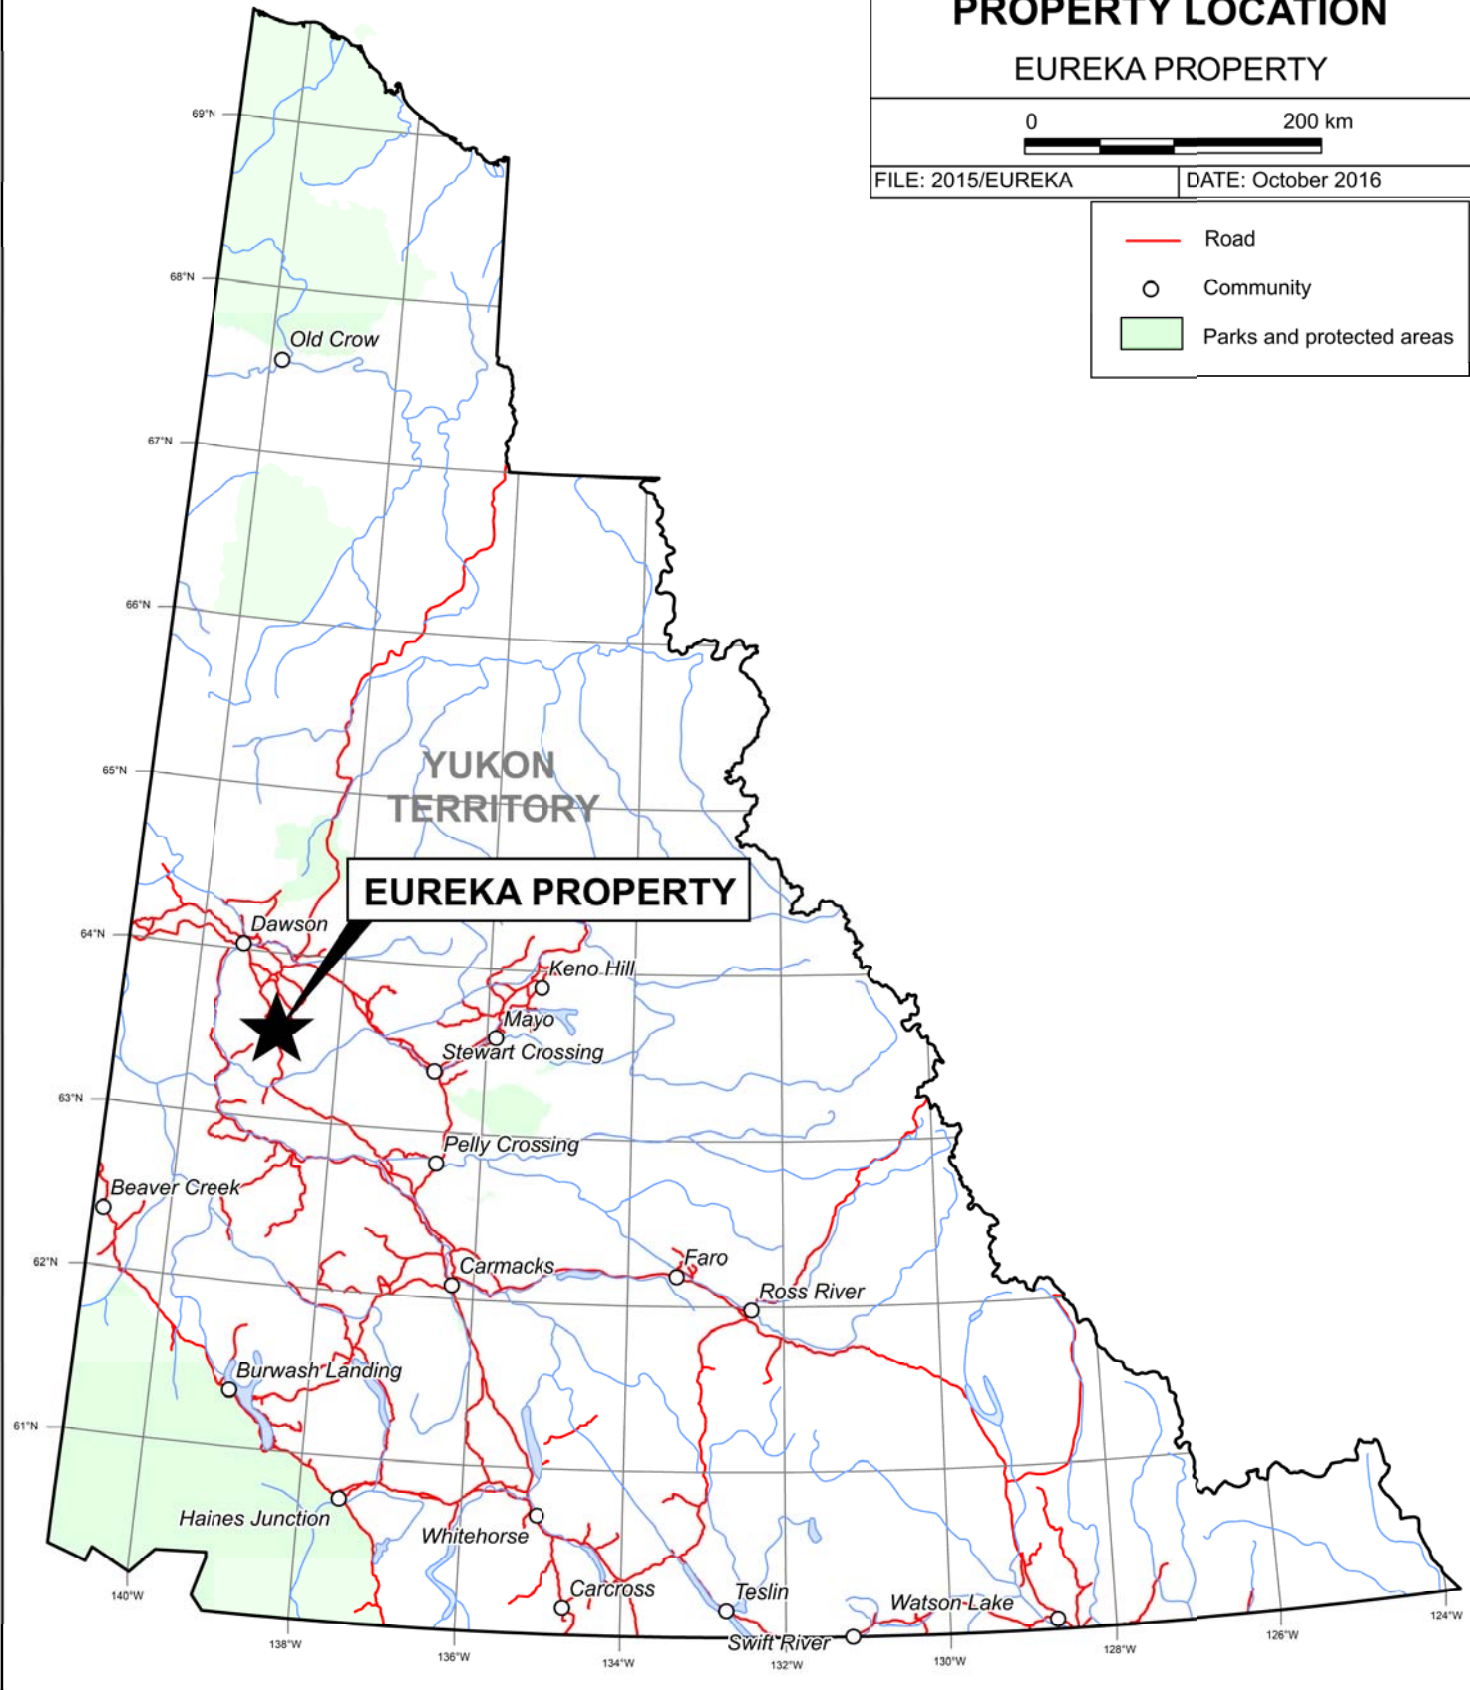 PROPERTY LOCATION
EUREKA PROPERTY
0 200 km
FILE: 2015/EUREKA DATE: October 2016
Road
Community
Parks and protected areas
69°N
68°N
Old Crow
67°N
66°N
65°N
YUKON
TERRITORY
EUREKA PROPERTY
Dawson
64°N
Keno Hill
Mayo
Stewart Crossing
63°N
Pelly Crossing
Beaver Creek
62°N
Carmacks
Faro
Ross River
Burwash Landing
61°N
Haines Junction
Whitehorse
Carcross
Teslin
Watson Lake
Swift River
140°W
138°W
136°W
134°W
132°W
130°W
128°W
126°W
124°W